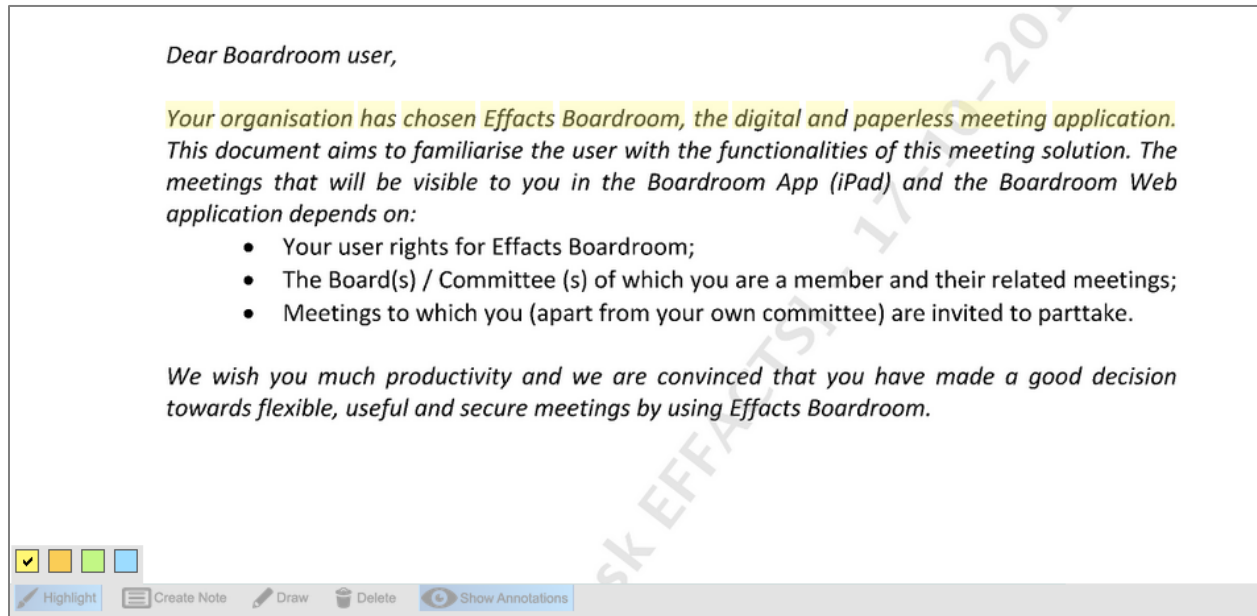 Dear Boardroom user,
Your organisation has chosen Effacts Boardroom, the digital and paperless meeting application.
This document aims to familiarise the user with the functionalities of this meeting solution. The
meetings that will be visible to you in the Boardroom App (iPad) and the Boardroom Web
application depends on:
• Your user rights for Effacts Boardroom;
• The Board(s) / Committee (s) of which you are a member and their related meetings;
• Meetings to which you (apart from your own committee) are invited to parttake.
We wish you much productivity and we are convinced that you have made a good decision
towards flexible, useful and secure meetings by using Effacts Boardroom.
sk EFFACTS] - 17-10-201
Highlight Create Note Draw Delete Show Annotations